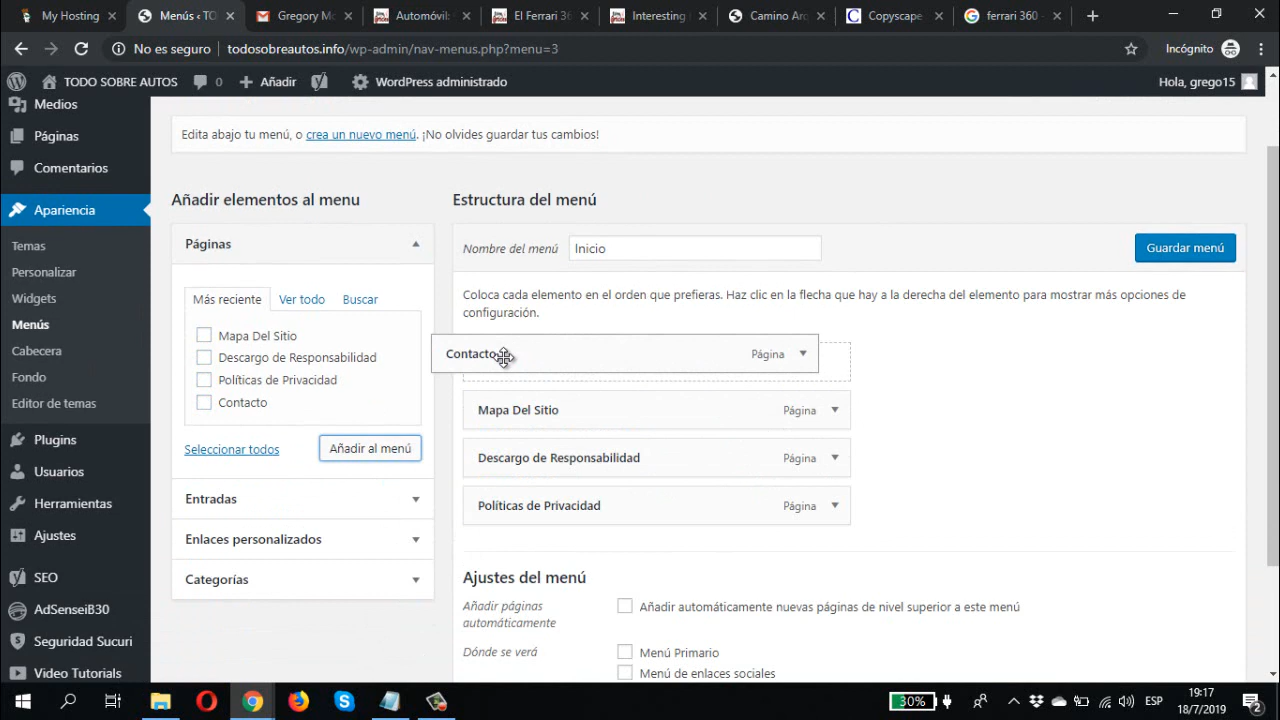 My Hosting
Menús < TO
Gregory Mo
Automóvil
El Ferrari 36
Interesting
Camino Arg
Copyscape
ferrari 360 -
No es seguro
todosobreautos.info/wp-admin/nav-menus.php?menu=3
Incógnito
TODO SOBRE AUTOS
0
Añadir
WordPress administrado
Hola, grego15
Medios
Páginas
Comentarios
Apariencia
Temas
Personalizar
Widgets
Menús
Cabecera
Fondo
Editor de temas
Plugins
Usuarios
Herramientas
Ajustes
SEO
AdSenseiB30
Seguridad Sucuri
Video Tutorials
Edita abajo tu menú, o crea un nuevo menú. ¡No olvides guardar tus cambios!
Añadir elementos al menu
Páginas
Más reciente
Ver todo
Buscar
Mapa Del Sitio
Descargo de Responsabilidad
Políticas de Privacidad
Contacto
Seleccionar todos
Añadir al menú
Entradas
Enlaces personalizados
Categorías
Estructura del menú
Nombre del menú
Inicio
Guardar menú
Coloca cada elemento en el orden que prefieras. Haz clic en la flecha que hay a la derecha del elemento para mostrar más opciones de
configuración.
Contacto
Página
Mapa Del Sitio
Página
Descargo de Responsabilidad
Página
Políticas de Privacidad
Página
Ajustes del menú
Añadir páginas
automáticamente
Añadir automáticamente nuevas páginas de nivel superior a este menú
Dónde se verá
Menú Primario
Menú de enlaces sociales
30%
ESP
19:17
18/7/2019
2